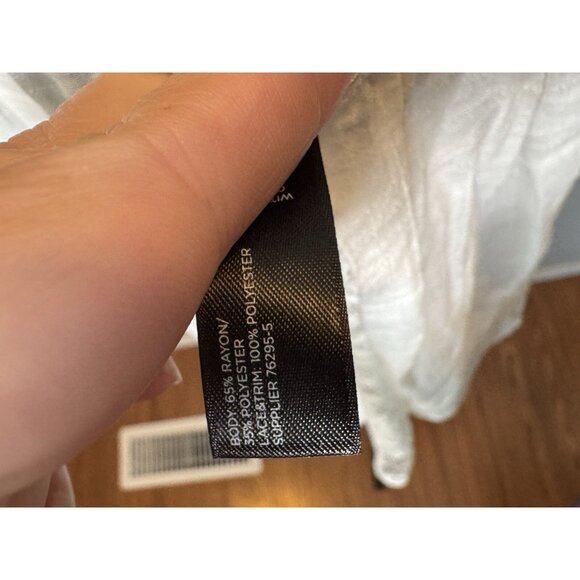 BODY: 65% RAYON/
35% POLYESTER
LACE&TRIM: 100% POLYESTER
SUPPLIER 76295-5